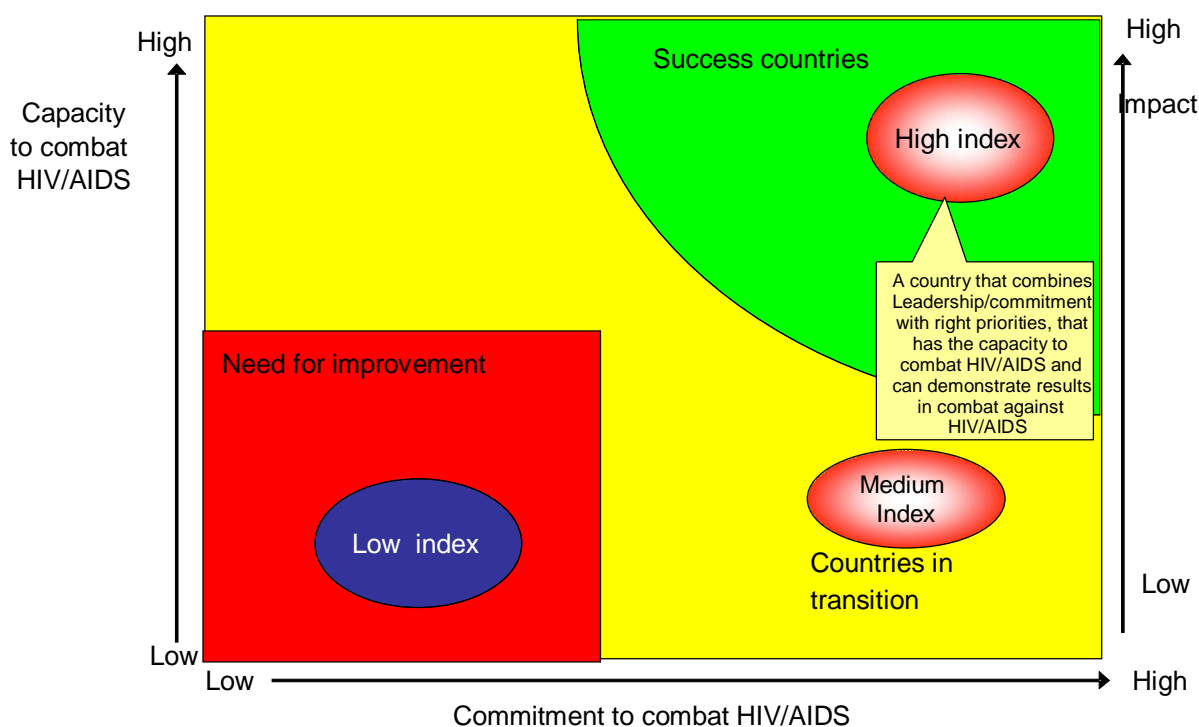 High
Capacity
to combat
HIV/AIDS
Success countries
High index
High
Impact
A country that combines
Leadership/commitment
with right priorities, that
has the capacity to
combat HIV/AIDS and
can demonstrate results
in combat against
HIV/AIDS
Need for improvement
Low index
Medium
Index
Countries in
transition
Low
Low
Low
High
Commitment to combat HIV/AIDS